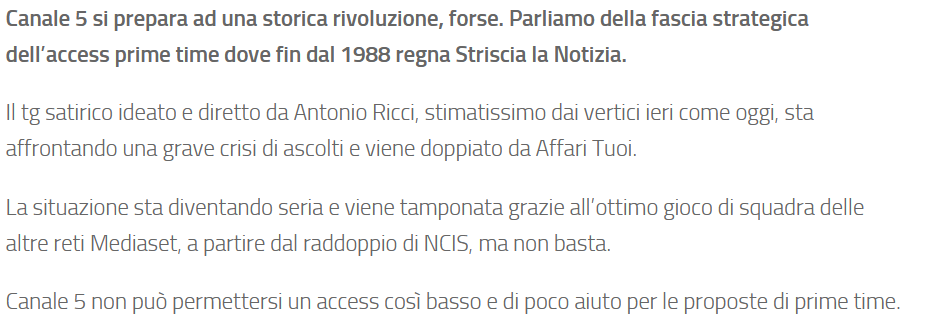 Canale 5 si prepara ad una storica rivoluzione, forse. Parliamo della fascia strategica
dell’access prime time dove fin dal 1988 regna Striscia la Notizia.
Il tg satirico ideato e diretto da Antonio Ricci, stimatissimo dai vertici ieri come oggi, sta
affrontando una grave crisi di ascolti e viene doppiato da Affari Tuoi.
La situazione sta diventando seria e viene tamponata grazie all’ottimo gioco di squadra delle
altre reti Mediaset, a partire dal raddoppio di NCIS, ma non basta.
Canale 5 non può permettersi un access così basso e di poco aiuto per le proposte di prime time.